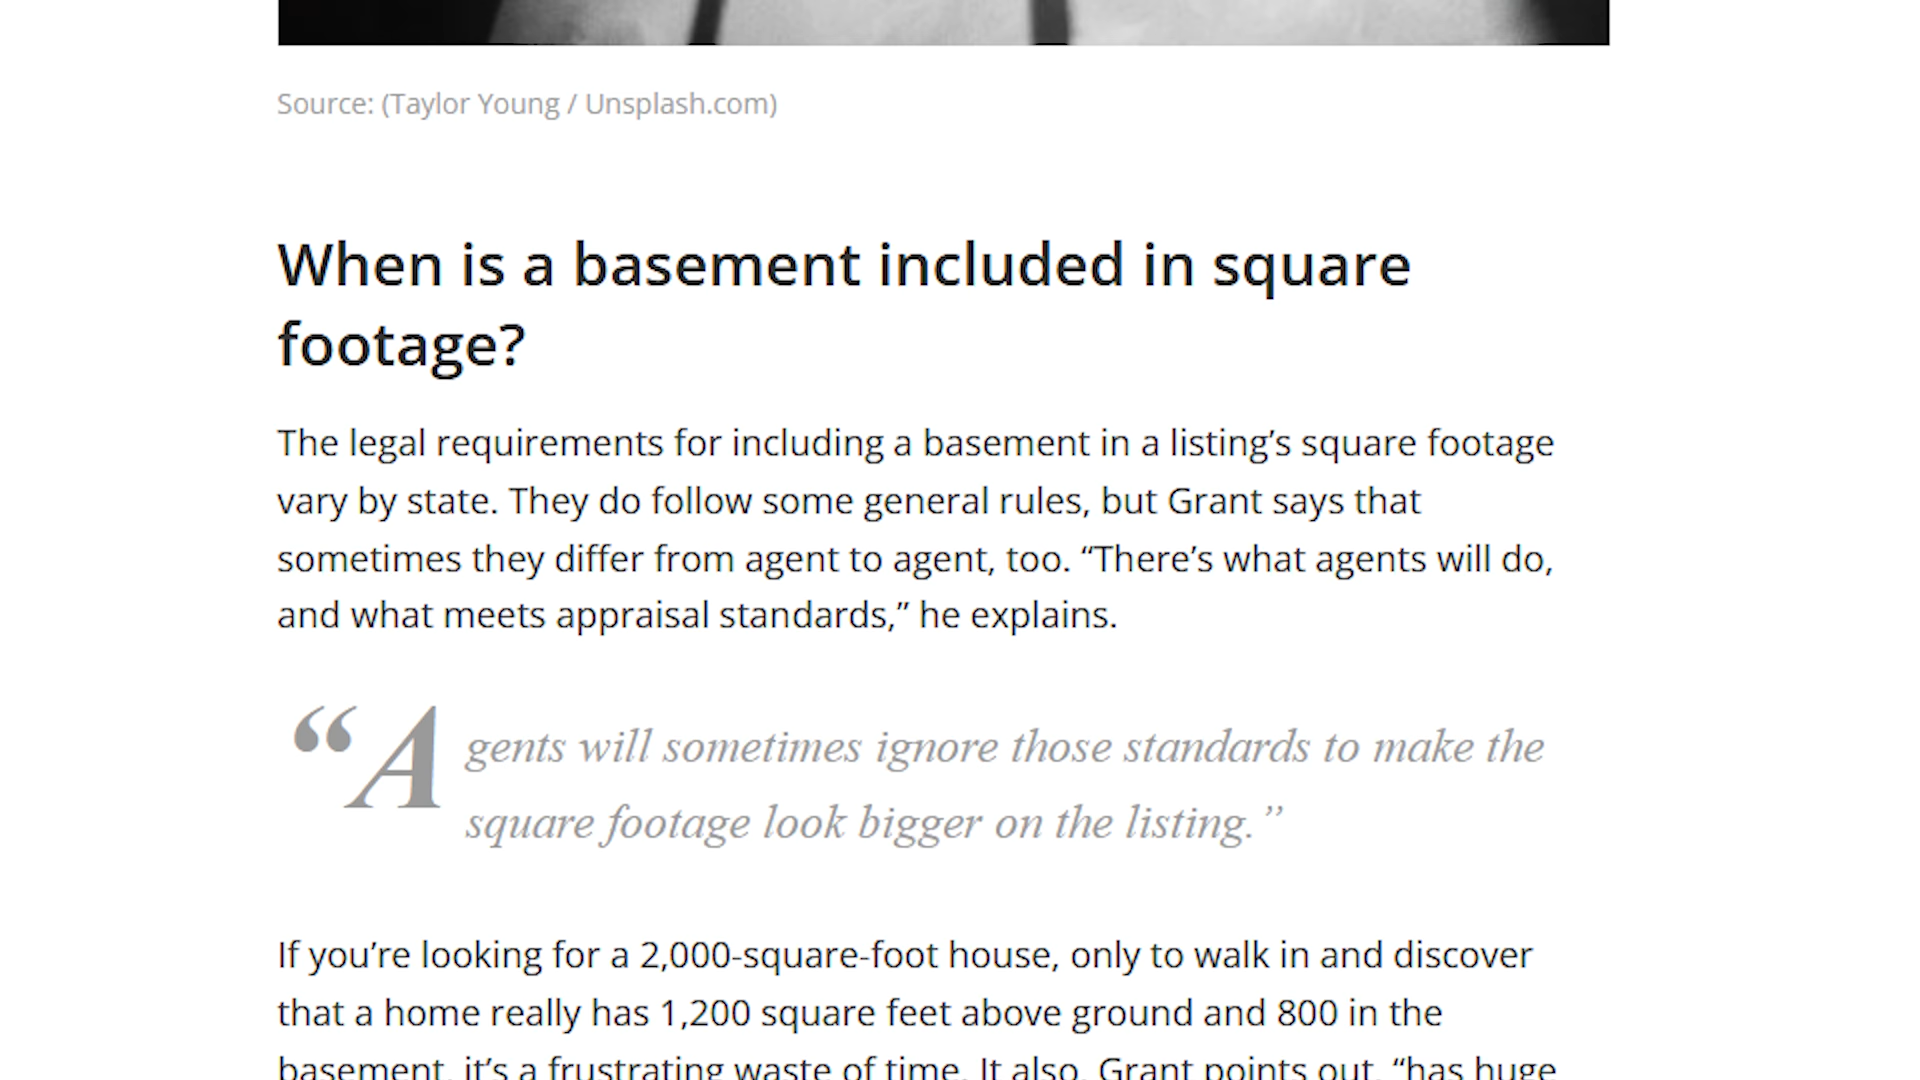 Source: (Taylor Young / Unsplash.com)
When is a basement included in square
footage?
The legal requirements for including a basement in a listing’s square footage
vary by state. They do follow some general rules, but Grant says that
sometimes they differ from agent to agent, too. “There’s what agents will do,
and what meets appraisal standards,” he explains.
“Agents will sometimes ignore those standards to make the
square footage look bigger on the listing.”
If you’re looking for a 2,000-square-foot house, only to walk in and discover
that a home really has 1,200 square feet above ground and 800 in the
basement, it’s a frustrating waste of time. It also, Grant points out, “has huge